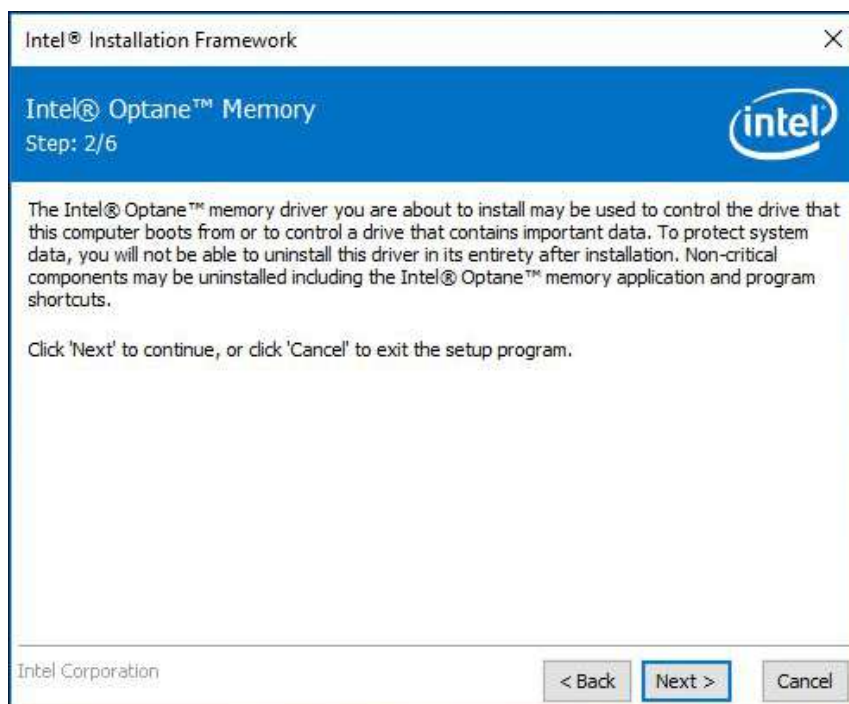 Intel® Installation Framework
Intel® Optane™ Memory
Step: 2/6
intel
The Intel® Optane™ memory driver you are about to install may be used to control the drive that
this computer boots from or to control a drive that contains important data. To protect system
data, you will not be able to uninstall this driver in its entirety after installation. Non-critical
components may be uninstalled including the Intel® Optane™ memory application and program
shortcuts.
Click 'Next' to continue, or click 'Cancel' to exit the setup program.
Intel Corporation
< Back Next > Cancel